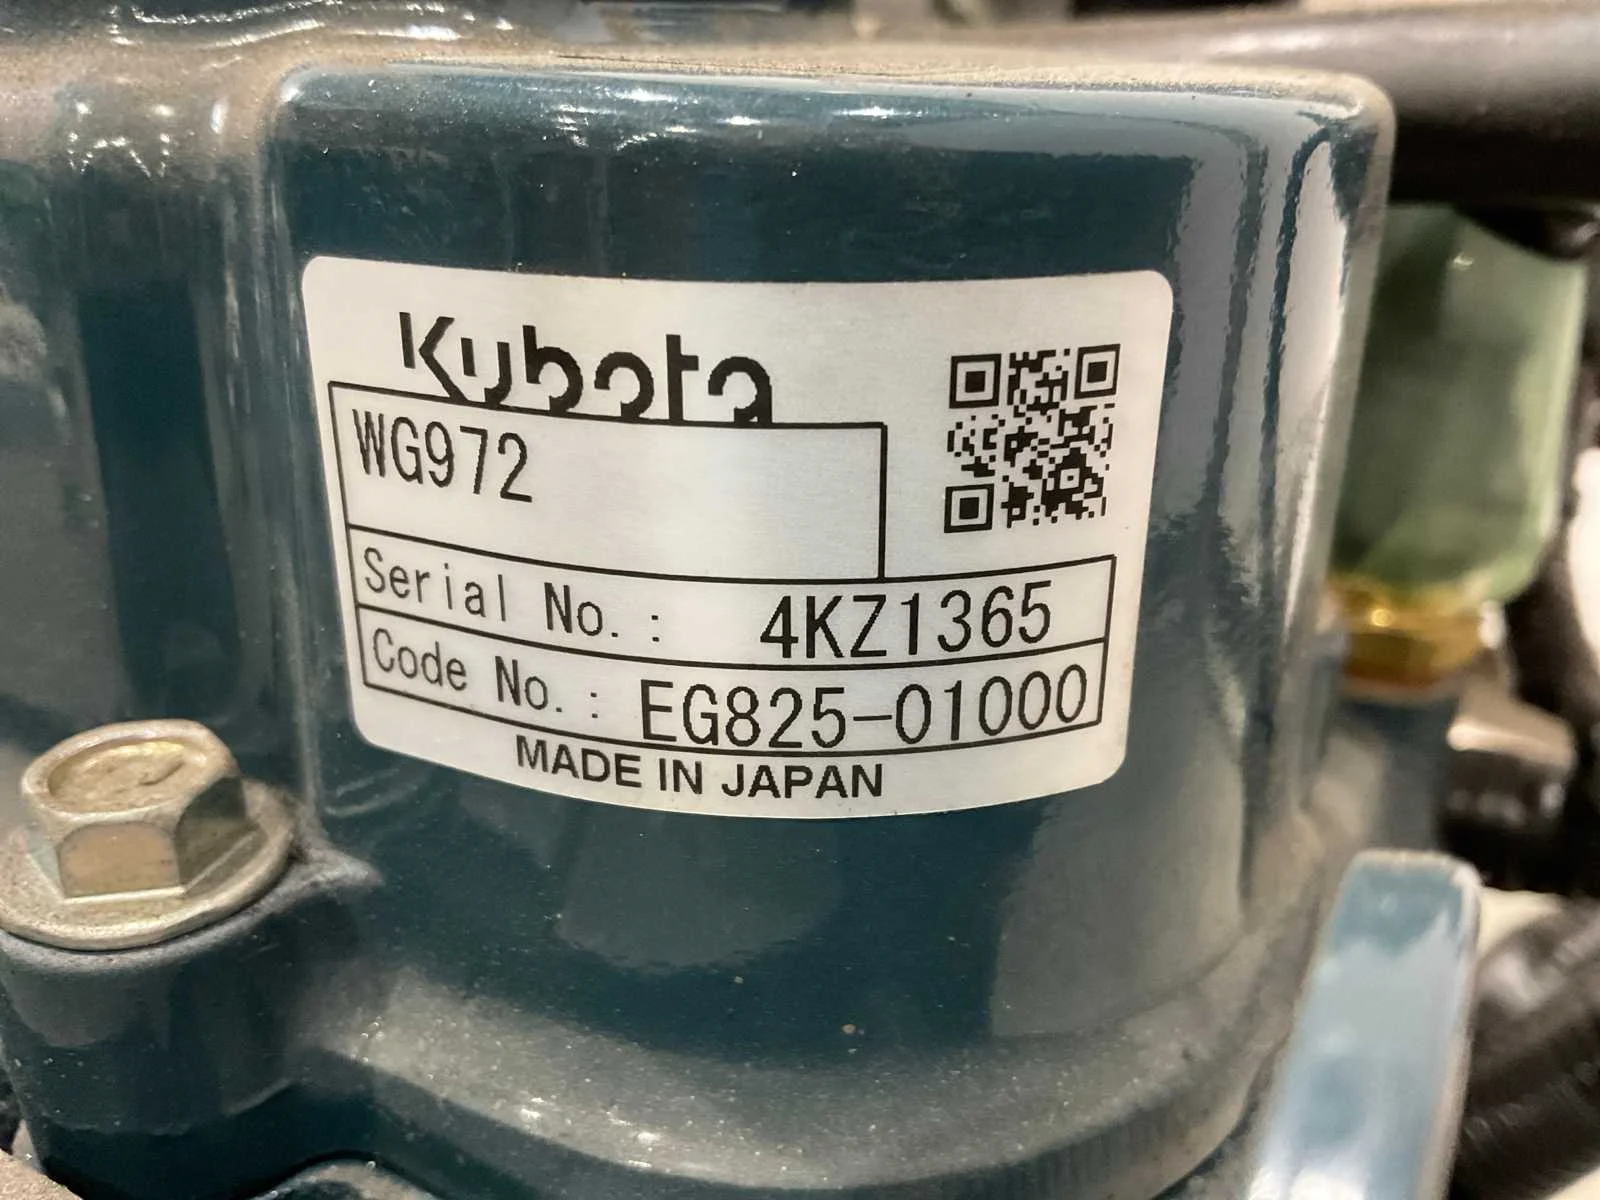 Kubota
WG972
Serial No.: 4KZ1365
Code No.: EG825-01000
MADE IN JAPAN